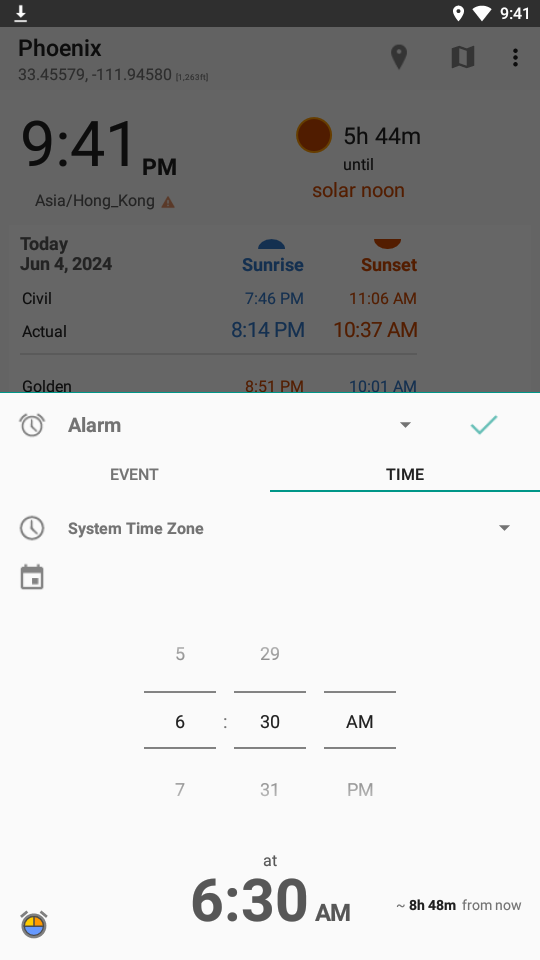 9:41
Phoenix
33.45579, -111.94580 [1,263ft]
9:41 PM
5h 44m
until
solar noon
Asia/Hong_Kong
Today
Jun 4, 2024
Sunrise
Sunset
Civil
7:46 PM
11:06 AM
Actual
8:14 PM
10:37 AM
Golden
8:51 PM
10:01 AM
Alarm
EVENT
TIME
System Time Zone
5
29
6
:
30
AM
7
31
PM
at
6:30 AM
~ 8h 48m from now